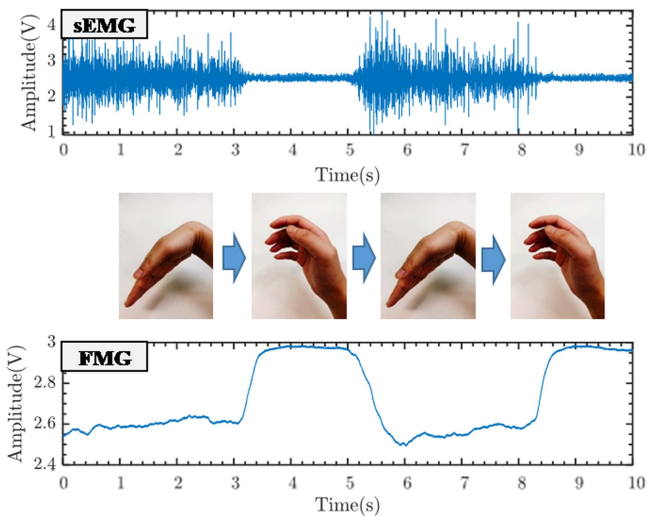 sEMG
Amplitude(V)
4
3
2
1
0 1 2 3 4 5 6 7 8 9 10
Time(s)
FMG
Amplitude(V)
3
2.8
2.6
2.4
0 1 2 3 4 5 6 7 8 9 10
Time(s)